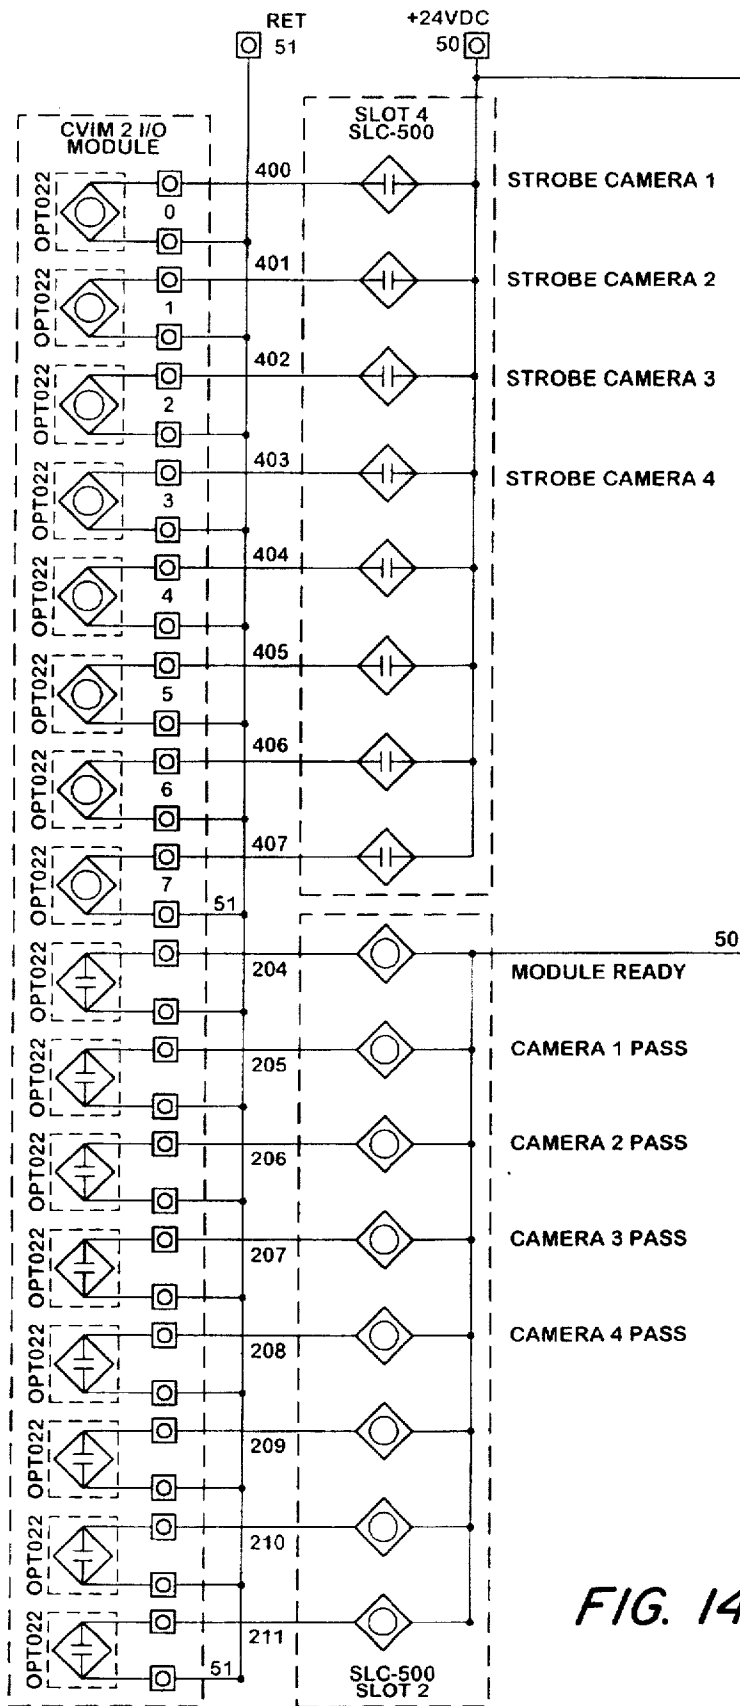 RET
51
+24VDC
50
CVIM 2 I/O
MODULE
SLOT 4
SLC-500
OPT022
0
400
STROBE CAMERA 1
OPT022
1
401
STROBE CAMERA 2
OPT022
2
402
STROBE CAMERA 3
OPT022
3
403
STROBE CAMERA 4
OPT022
4
404
OPT022
5
405
OPT022
6
406
OPT022
7
407
51
OPT022
204
50
MODULE READY
OPT022
205
CAMERA 1 PASS
OPT022
206
CAMERA 2 PASS
OPT022
207
CAMERA 3 PASS
OPT022
208
CAMERA 4 PASS
OPT022
209
OPT022
210
OPT022
211
51
SLC-500
SLOT 2
FIG. 14